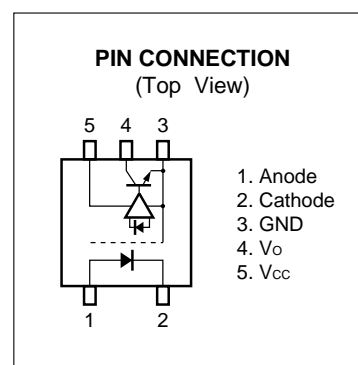 PIN CONNECTION
(Top View)
5 4 3
1. Anode
2. Cathode
3. GND
4. VO
5. VCC
1 2